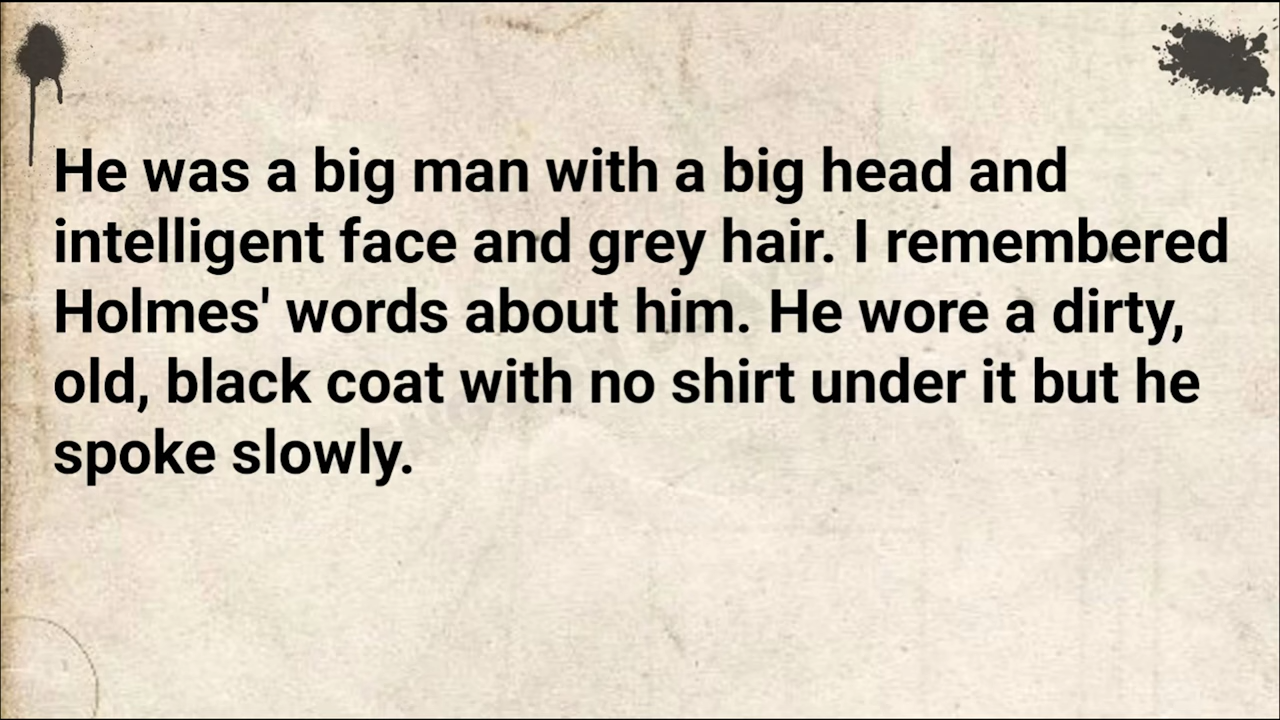 He was a big man with a big head and
intelligent face and grey hair. I remembered
Holmes' words about him. He wore a dirty,
old, black coat with no shirt under it but he
spoke slowly.